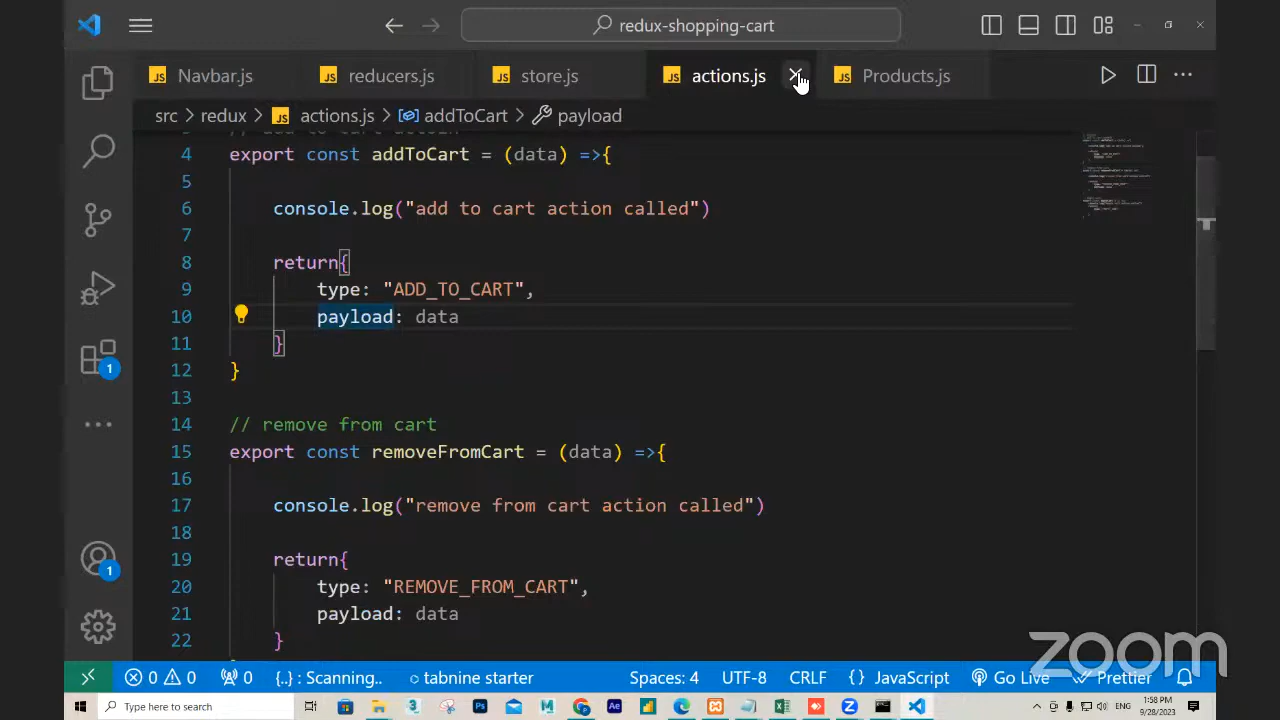 redux-shopping-cart
JS Navbar.js JS reducers.js JS store.js JS actions.js JS Products.js
src > redux > JS actions.js > addToCart > payload
4 export const addToCart = (data) =>{
5
6 console.log("add to cart action called")
7
8 return{
9 type: "ADD_TO_CART",
10 payload: data
11 }
12 }
13
14 // remove from cart
15 export const removeFromCart = (data) =>{
16
17 console.log("remove from cart action called")
18
19 return{
20 type: "REMOVE_FROM_CART",
21 payload: data
22 }
1
1
zoom
0 0 0 {..} : Scanning.. tabnine starter Spaces: 4 UTF-8 CRLF {} JavaScript Go Live Prettier
Type here to search
ENG
1:58 PM
9/28/2023